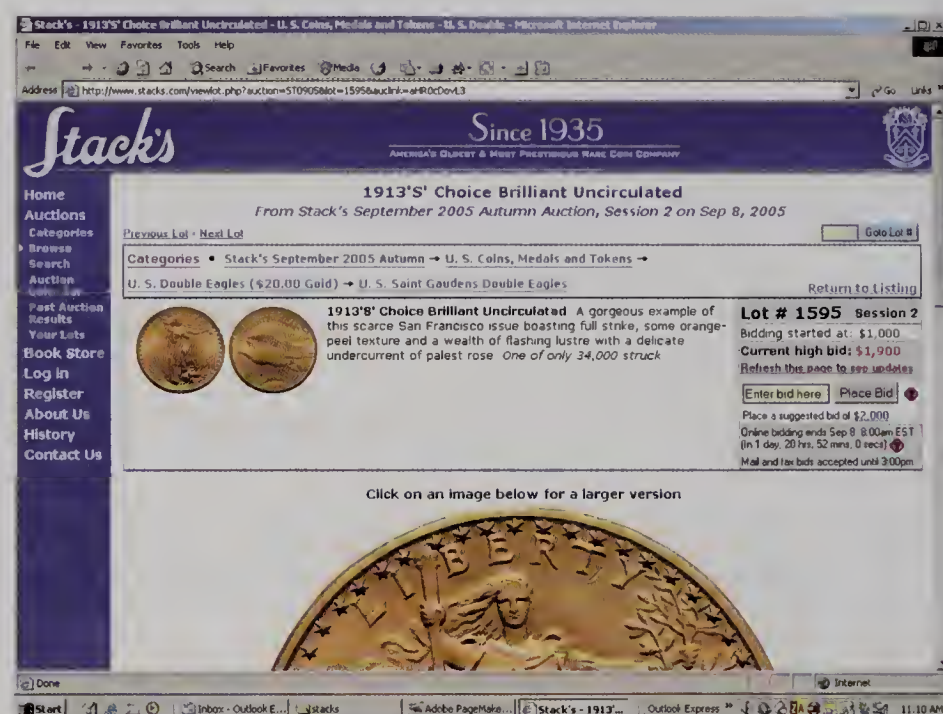 Stack's - 1913'S' Choice Brilliant Uncirculated - U. S. Coins, Medals and Tokens - U. S. Double - Microsoft Internet Explorer
File Edit View Favorites Tools Help
Search Favorites Media
Address http://www.stacks.com/viewlot.php?auction=ST0905&lot=1595&auclink=aHR0cDovL3 Go Links
Stack's
Since 1935
America's Oldest & Most Prestigious Rare Coin Company
Home
Auctions
Categories
Browse
Search
Auction
Past Auction
Results
Your Lots
Book Store
Log in
Register
About Us
History
Contact Us
1913'S' Choice Brilliant Uncirculated
From Stack's September 2005 Autumn Auction, Session 2 on Sep 8, 2005
Previous Lot · Next Lot
Goto Lot #
Categories • Stack's September 2005 Autumn → U. S. Coins, Medals and Tokens →
U. S. Double Eagles ($20.00 Gold) → U. S. Saint Gaudens Double Eagles
Return to Listing
1913'S' Choice Brilliant Uncirculated A gorgeous example of
this scarce San Francisco issue boasting full strike, some orange-
peel texture and a wealth of flashing lustre with a delicate
undercurrent of palest rose One of only 34,000 struck
Lot # 1595 Session 2
Bidding started at: $1,000
Current high bid: $1,900
Refresh this page to see updates
Enter bid here Place Bid
Place a suggested bid of $2,000
Online bidding ends Sep 8 8:00am EST
(in 1 day, 20 hrs, 52 mins, 0 secs)
Mail and fax bids accepted until 3:00pm
Click on an image below for a larger version
LIBERTY
Done Internet
Start Inbox - Outlook E... stacks Adobe PageMake... Stack's - 1913'... Outlook Express » 11:10 AM